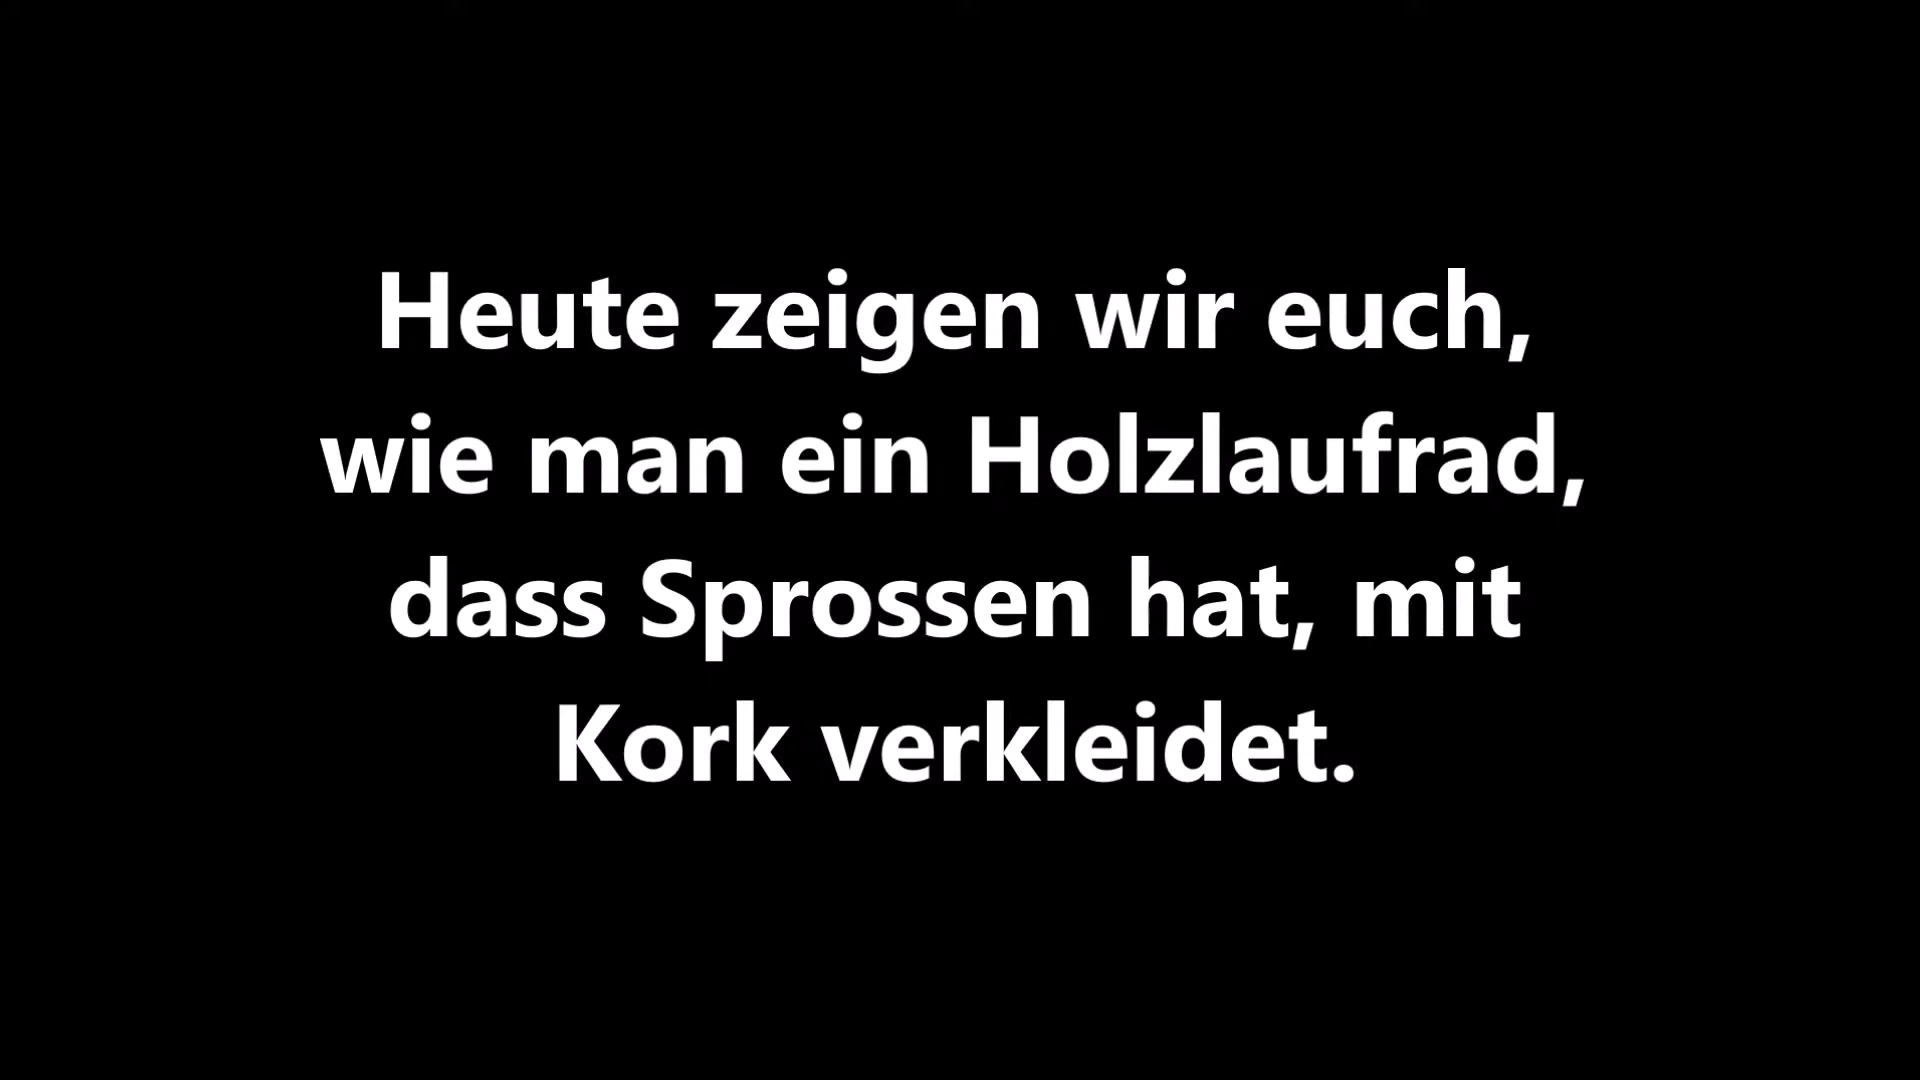 Heute zeigen wir euch,
wie man ein Holzlaufrad,
dass Sprossen hat, mit
Kork verkleidet.